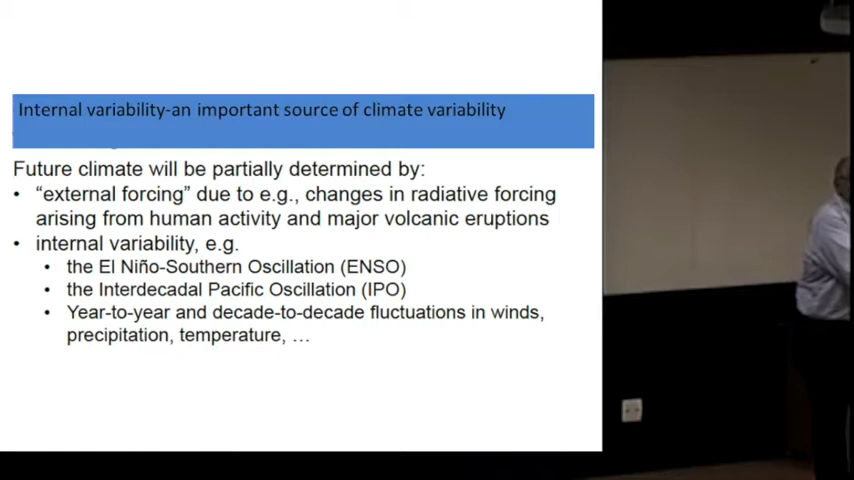 Internal variability-an important source of climate variability
Future climate will be partially determined by:
• “external forcing” due to e.g., changes in radiative forcing
arising from human activity and major volcanic eruptions
• internal variability, e.g.
• the El Niño-Southern Oscillation (ENSO)
• the Interdecadal Pacific Oscillation (IPO)
• Year-to-year and decade-to-decade fluctuations in winds,
precipitation, temperature, …